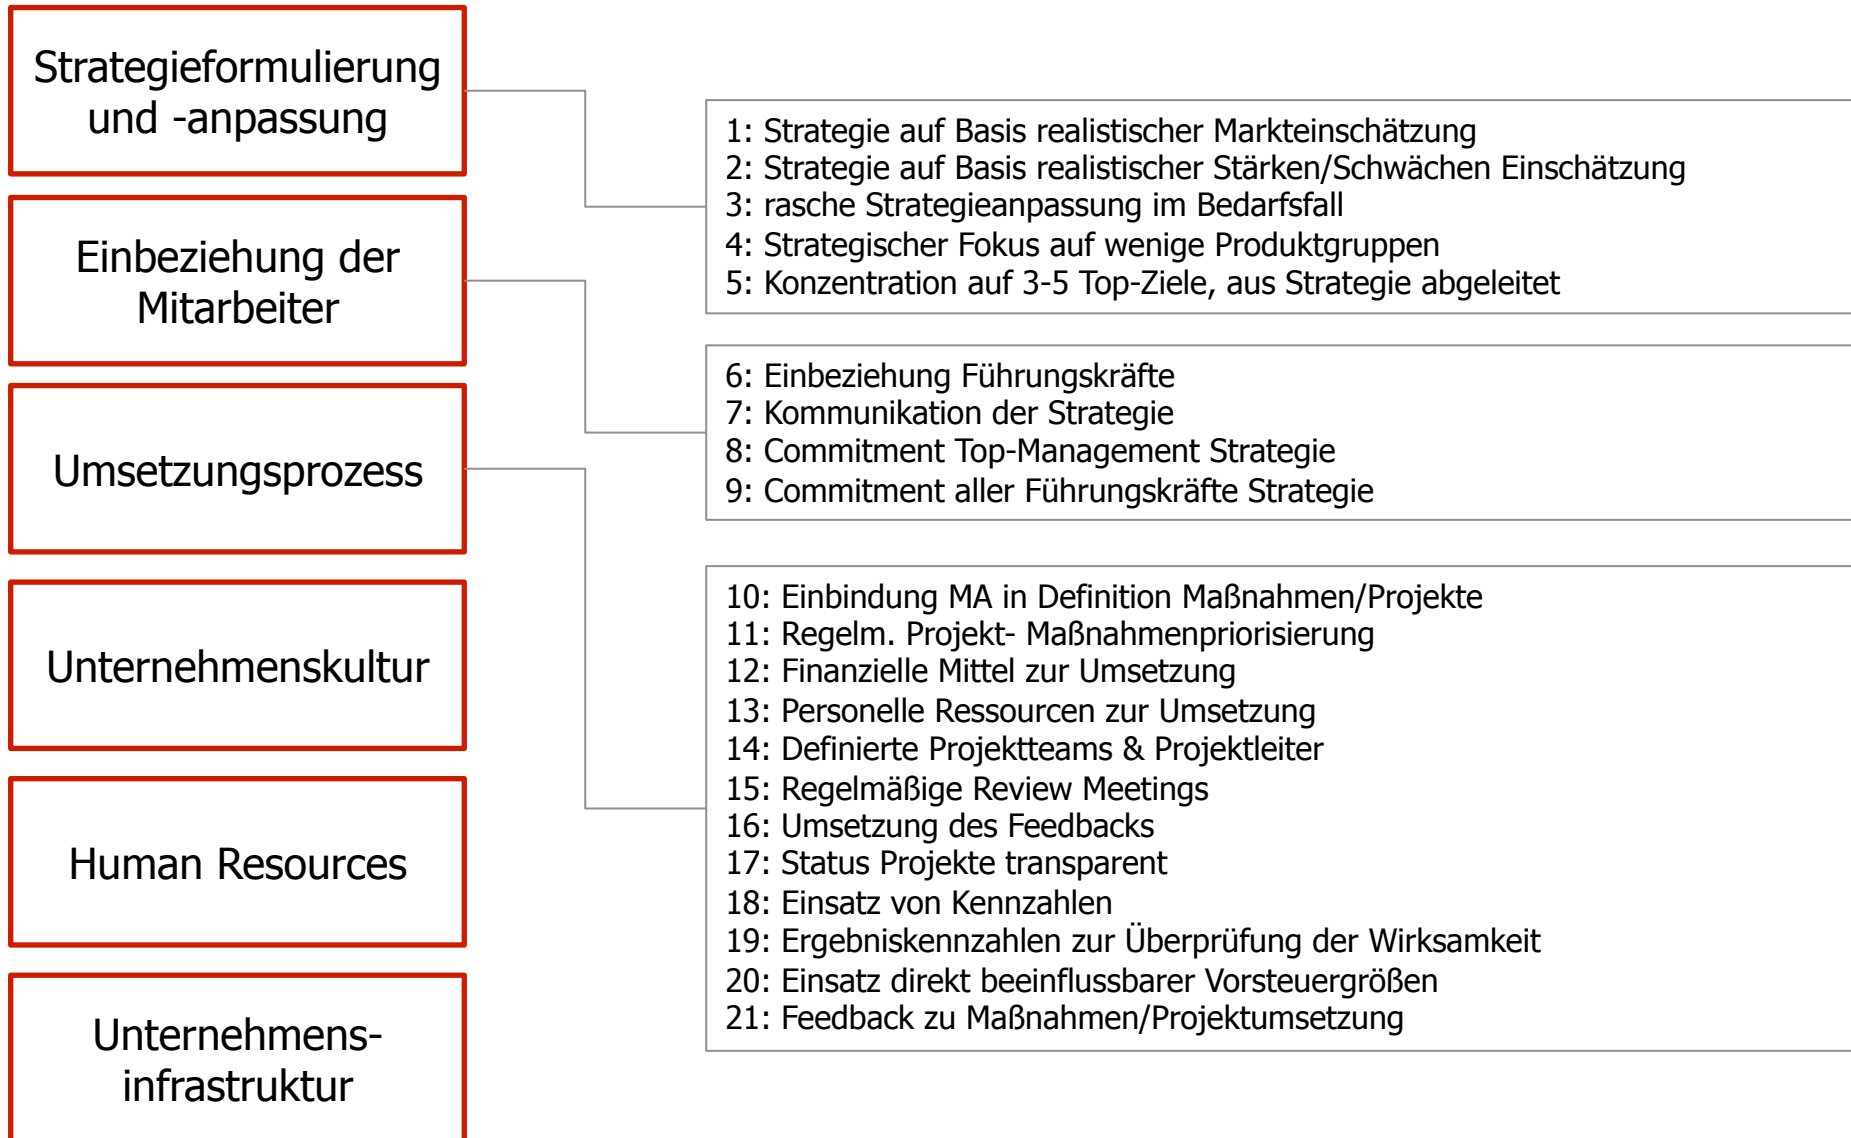 Strategieformulierung
und -anpassung
1: Strategie auf Basis realistischer Markteinschätzung
2: Strategie auf Basis realistischer Stärken/Schwächen Einschätzung
3: rasche Strategieanpassung im Bedarfsfall
4: Strategischer Fokus auf wenige Produktgruppen
5: Konzentration auf 3-5 Top-Ziele, aus Strategie abgeleitet
Einbeziehung der
Mitarbeiter
6: Einbeziehung Führungskräfte
7: Kommunikation der Strategie
8: Commitment Top-Management Strategie
9: Commitment aller Führungskräfte Strategie
Umsetzungsprozess
10: Einbindung MA in Definition Maßnahmen/Projekte
11: Regelm. Projekt- Maßnahmenpriorisierung
12: Finanzielle Mittel zur Umsetzung
13: Personelle Ressourcen zur Umsetzung
14: Definierte Projektteams & Projektleiter
15: Regelmäßige Review Meetings
16: Umsetzung des Feedbacks
17: Status Projekte transparent
18: Einsatz von Kennzahlen
19: Ergebniskennzahlen zur Überprüfung der Wirksamkeit
20: Einsatz direkt beeinflussbarer Vorsteuergrößen
21: Feedback zu Maßnahmen/Projektumsetzung
Unternehmenskultur
Human Resources
Unternehmens-
infrastruktur